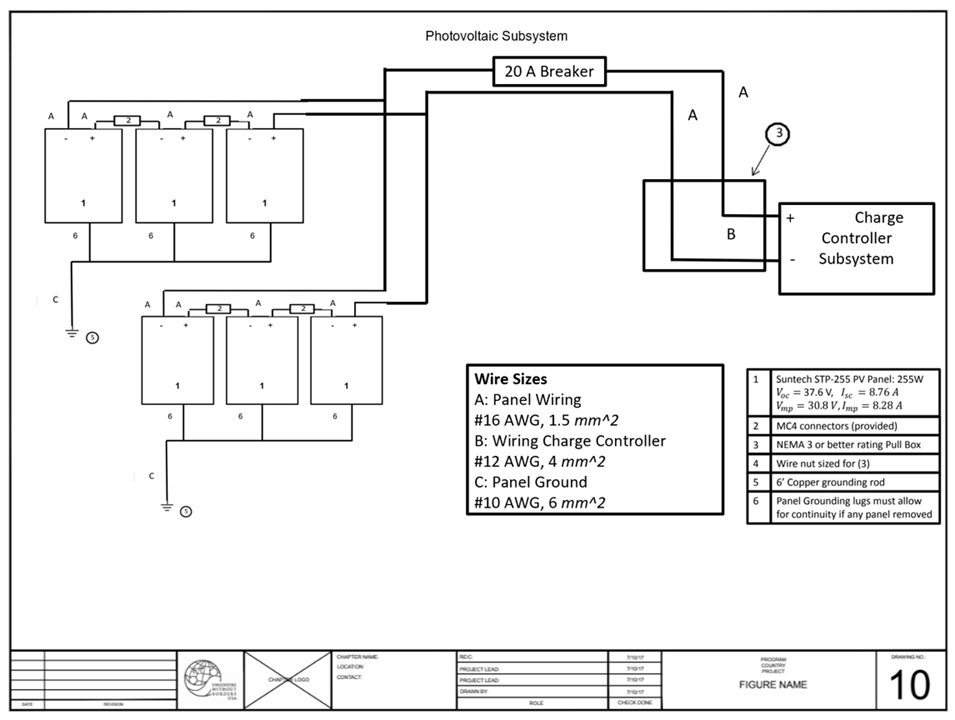 Photovoltaic Subsystem
20 A Breaker
A
A
3
A A 2 A 2 A
- + - + - +
1 1 1
6 6 6
B
+ Charge
Controller
- Subsystem
C
5
A A 2 A 2 A
- + - + - +
1 1 1
6 6 6
C
5
Wire Sizes
A: Panel Wiring
#16 AWG, 1.5 mm^2
B: Wiring Charge Controller
#12 AWG, 4 mm^2
C: Panel Ground
#10 AWG, 6 mm^2
1 Suntech STP-255 PV Panel: 255W
Voc = 37.6 V, Isc = 8.76 A
Vmp = 30.8 V, Imp = 8.28 A
2 MC4 connectors (provided)
3 NEMA 3 or better rating Pull Box
4 Wire nut sized for (3)
5 6' Copper grounding rod
6 Panel Grounding lugs must allow
for continuity if any panel removed
DATE REVISION
ENGINEERS
WITHOUT
BORDERS
USA
CHAPTER LOGO
CHAPTER NAME:
LOCATION:
CONTACT:
REIC: 7/10/17
PROJECT LEAD: 7/10/17
PROJECT LEAD: 7/10/17
DRAWN BY 7/10/17
ROLE CHECK DONE
PROGRAM
COUNTRY
PROJECT
FIGURE NAME
DRAWING NO.:
10